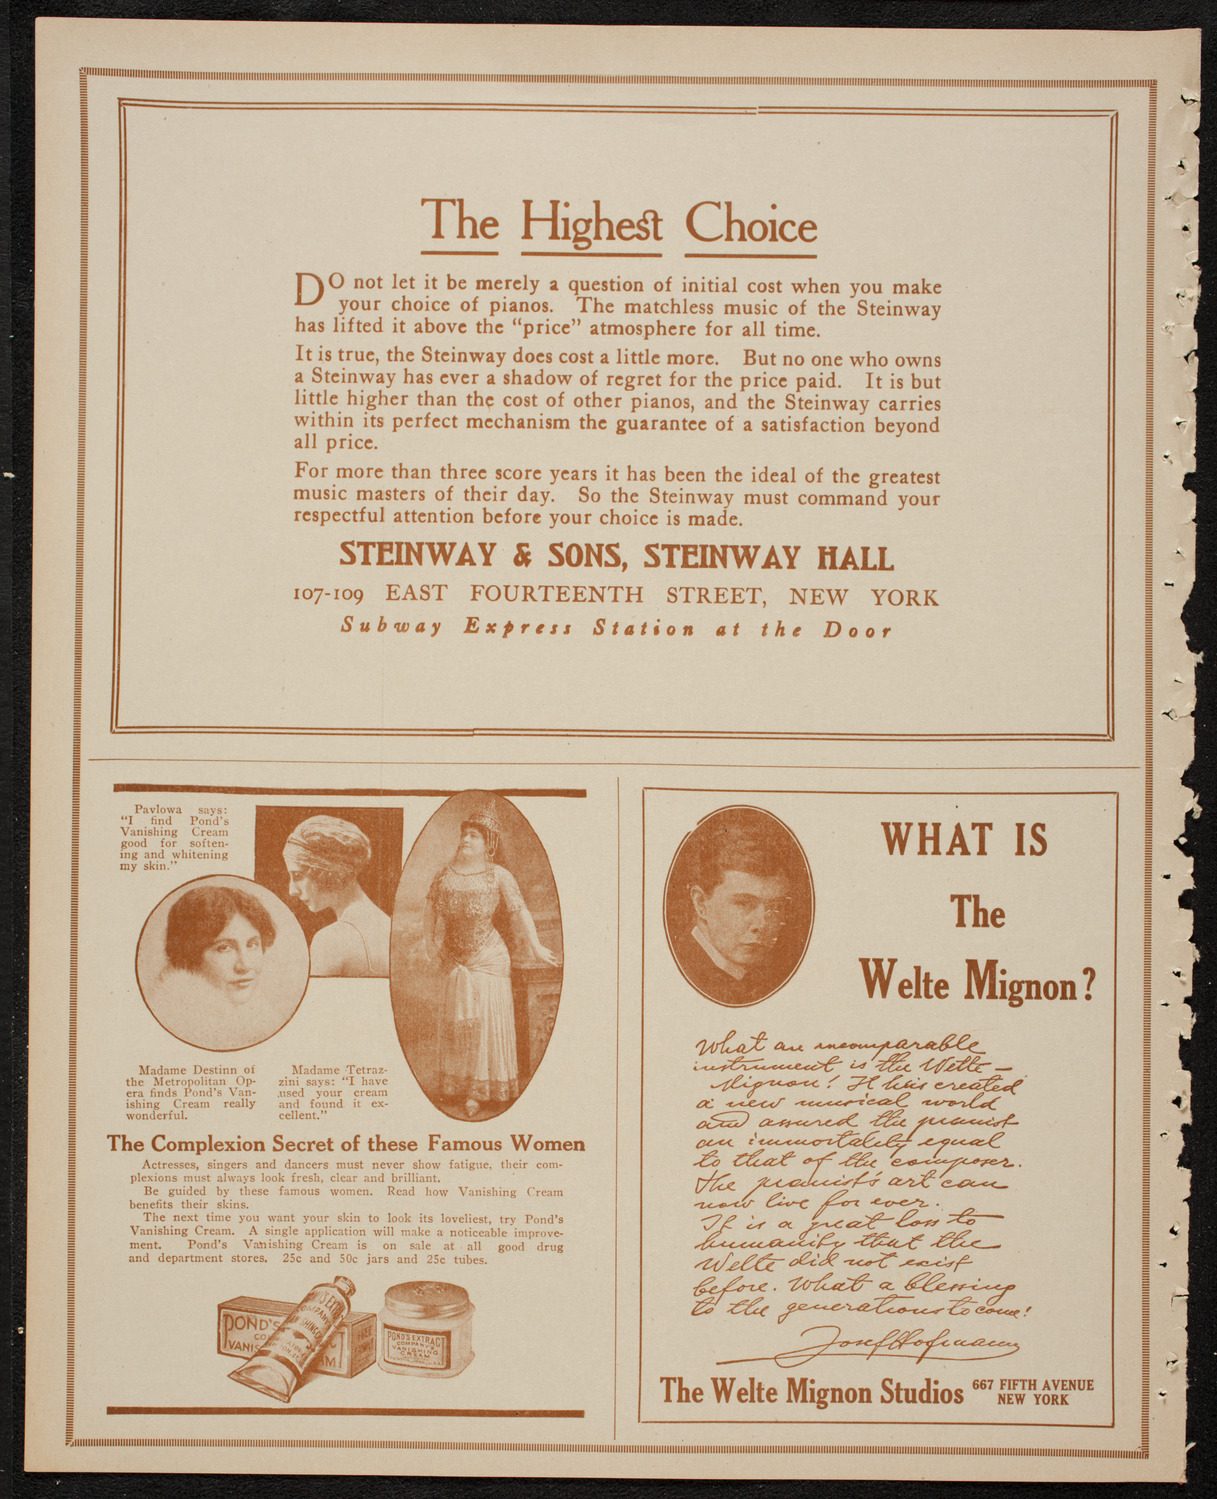 The Highest Choice
DO not let it be merely a question of initial cost when you make
your choice of pianos. The matchless music of the Steinway
has lifted it above the "price" atmosphere for all time.
It is true, the Steinway does cost a little more. But no one who owns
a Steinway has ever a shadow of regret for the price paid. It is but
little higher than the cost of other pianos, and the Steinway carries
within its perfect mechanism the guarantee of a satisfaction beyond
all price.
For more than three score years it has been the ideal of the greatest
music masters of their day. So the Steinway must command your
respectful attention before your choice is made.
STEINWAY & SONS, STEINWAY HALL
107-109 EAST FOURTEENTH STREET, NEW YORK
Subway Express Station at the Door
Pavlowa says:
"I find Pond's
Vanishing Cream
good for soften-
ing and whitening
my skin."
Madame Destinn of
the Metropolitan Op-
era finds Pond's Van-
ishing Cream really
wonderful.
Madame Tetraz-
zini says: "I have
used your cream
and found it ex-
cellent."
The Complexion Secret of these Famous Women
Actresses, singers and dancers must never show fatigue, their com-
plexions must always look fresh, clear and brilliant.
Be guided by these famous women. Read how Vanishing Cream
benefits their skins.
The next time you want your skin to look its loveliest, try Pond's
Vanishing Cream. A single application will make a noticeable improve-
ment. Pond's Vanishing Cream is on sale at all good drug
and department stores. 25c and 50c jars and 25c tubes.
POND'S
VANIS
POND'S EXTRACT
COMPANY'S
VANISHING
CREAM
WHAT IS
The
Welte Mignon?
What an incomparable
instrument is the Welte-
Mignon! It has created
a new musical world
and assured the pianist
an immortality equal
to that of the composer.
The pianist's art can
now live for ever.
It is a great loss to
humanity that the
Welte did not exist
before. What a blessing
to the generations to come!
Josef Hofmann
The Welte Mignon Studios 667 FIFTH AVENUE
NEW YORK